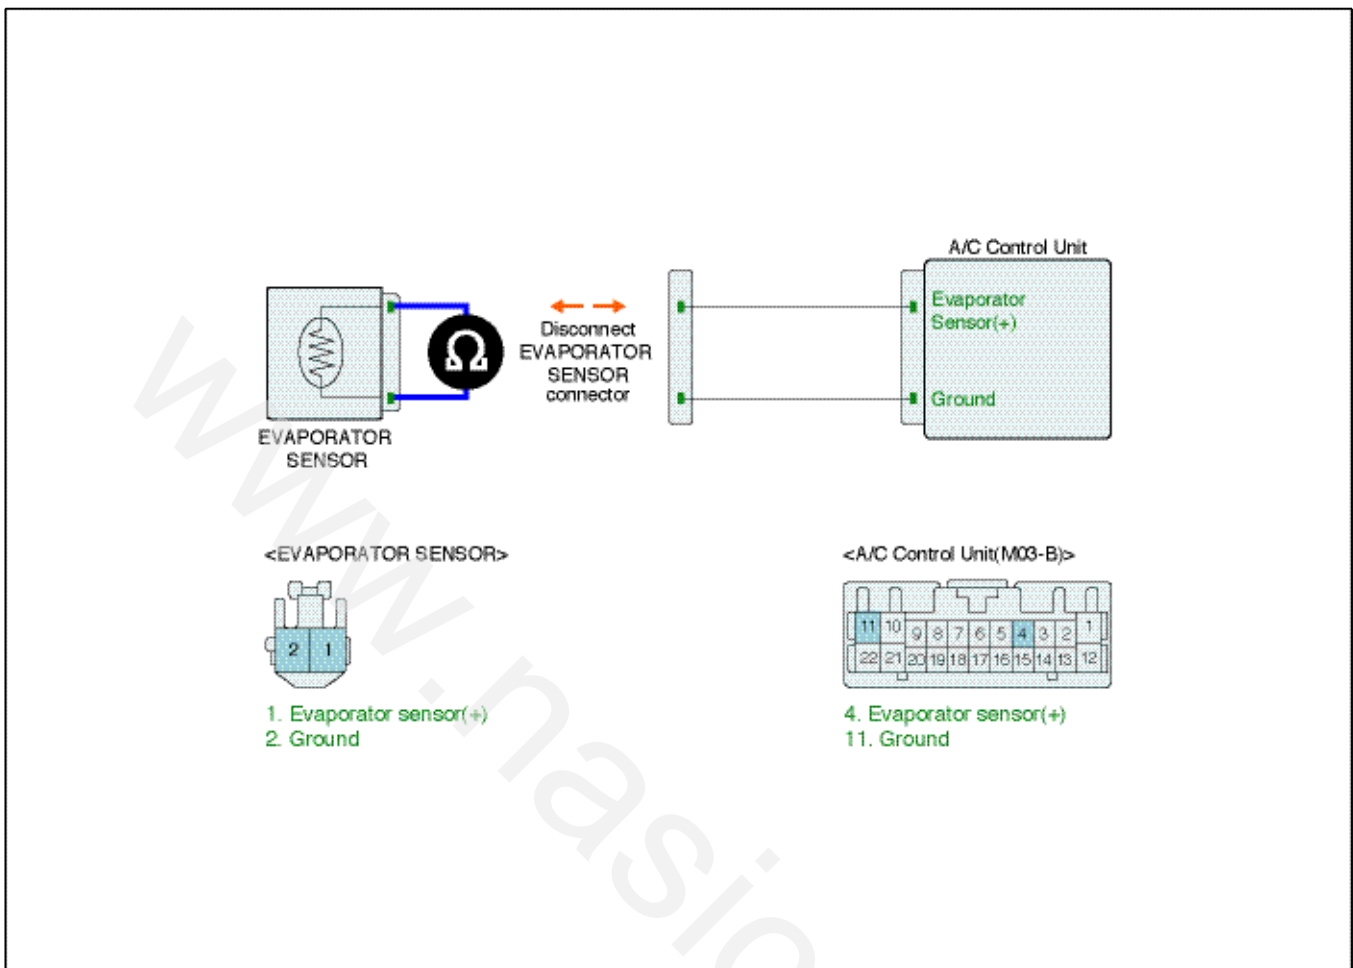 A/C Control Unit
Evaporator
Sensor(+)
Ω
Disconnect
EVAPORATOR
SENSOR
connector
Ground
EVAPORATOR
SENSOR
<EVAPORATOR SENSOR>
2 1
1. Evaporator sensor(+)
2. Ground
<A/C Control Unit(M03-B)>
11 10 9 8 7 6 5 4 3 2 1
22 21 20 19 18 17 16 15 14 13 12
4. Evaporator sensor(+)
11. Ground
www.nasio